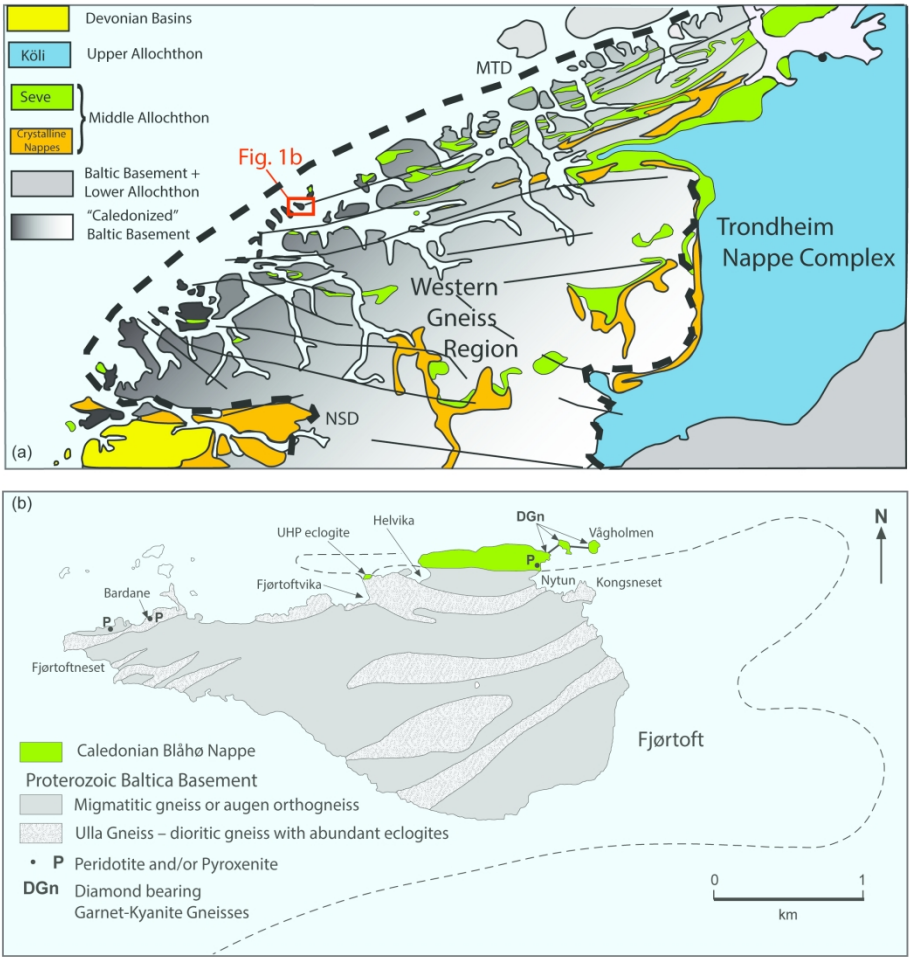 Devonian Basins
Köli
Upper Allochthon
Seve
Middle Allochthon
Crystalline
Nappes
Baltic Basement +
Lower Allochthon
"Caledonized"
Baltic Basement
MTD
Fig. 1b
Trondheim
Nappe Complex
Western
Gneiss
Region
NSD
(a)
(b)
N
DGn
Helvika
Vågholmen
UHP eclogite
P
Nytun
Kongsneset
Fjørtoftvika
Bardane
P
P
Fjørtoftneset
Fjørtoft
Caledonian Blåhø Nappe
Proterozoic Baltica Basement
Migmatitic gneiss or augen orthogneiss
Ulla Gneiss – dioritic gneiss with abundant eclogites
• P Peridotite and/or Pyroxenite
DGn Diamond bearing
Garnet-Kyanite Gneisses
0 1
km